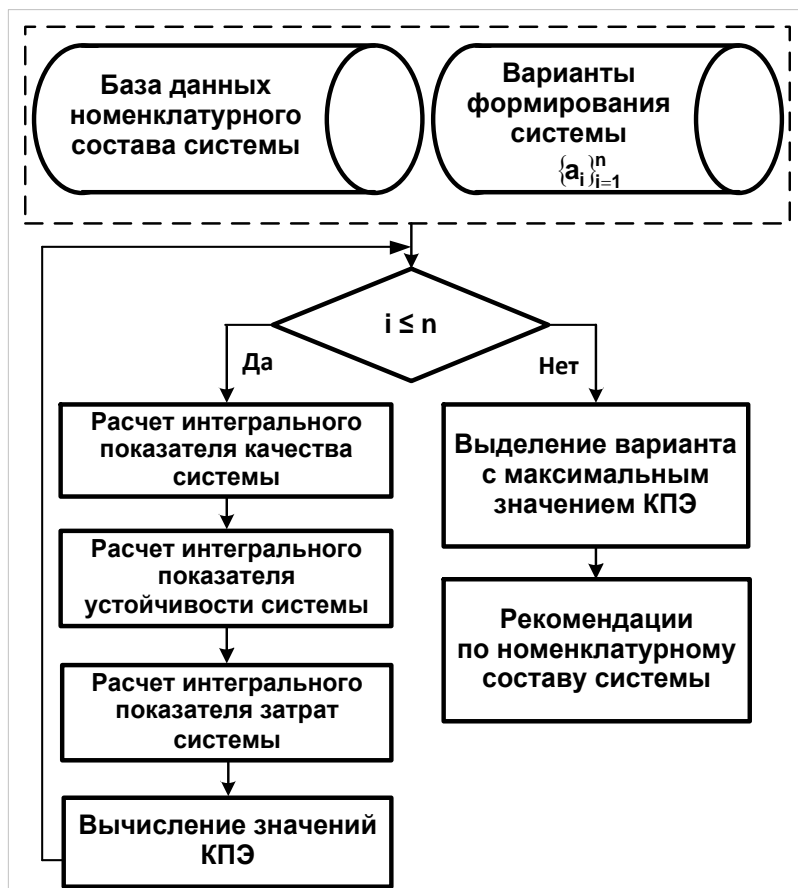 База данных
номенклатурного
состава системы
Варианты
формирования
системы
{aᵢ}ⁿᵢ₌₁
i ≤ n
Да
Нет
Расчет интегрального
показателя качества
системы
Выделение варианта
с максимальным
значением КПЭ
Расчет интегрального
показателя
устойчивости системы
Рекомендации
по номенклатурному
составу системы
Расчет интегрального
показателя затрат
системы
Вычисление значений
КПЭ